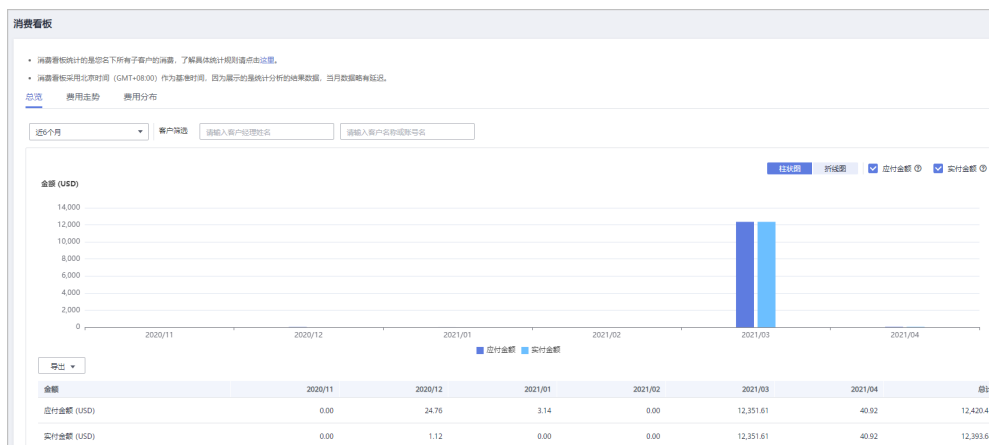 消费看板
消费看板统计的是您名下所有子客户的消费，了解具体统计规则请点击这里。
消费看板采用北京时间（GMT+08:00）作为基准时间，因为展示的是统计分析的结果数据，当月数据略有延迟。
总览 费用走势 费用分布
近6个月 客户筛选 请输入客户经理姓名 请输入客户名称或账号名
柱状图 折线图 应付金额 实付金额
金额 (USD)
14,000
12,000
10,000
8,000
6,000
4,000
2,000
0
2020/11 2020/12 2021/01 2021/02 2021/03 2021/04
应付金额 实付金额
导出
金额 2020/11 2020/12 2021/01 2021/02 2021/03 2021/04
应付金额 (USD) 0.00 24.76 3.14 0.00 12,351.61 40.92 12,420.4
实付金额 (USD) 0.00 1.12 0.00 0.00 12,351.61 40.92 12,393.6